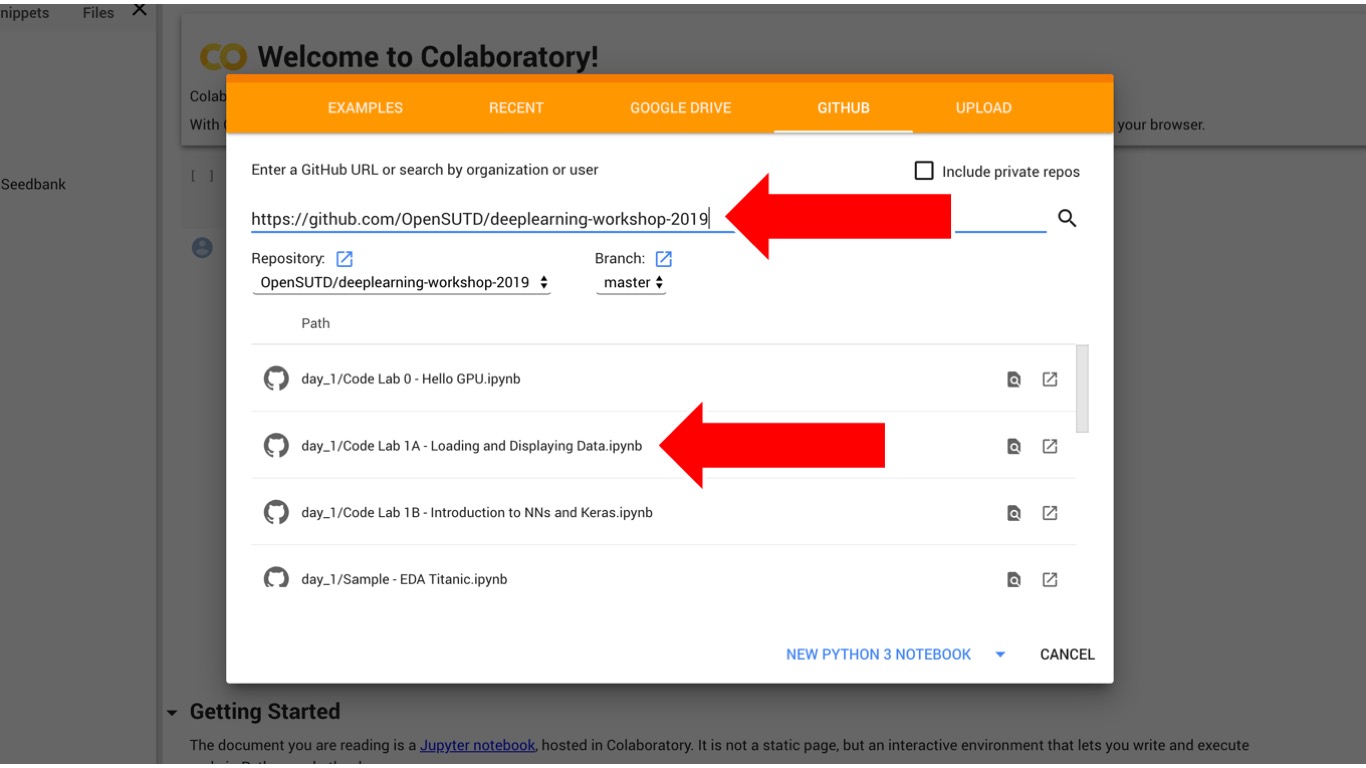 nippets Files
Welcome to Colaboratory!
Colab
With
your browser.
EXAMPLES RECENT GOOGLE DRIVE GITHUB UPLOAD
Seedbank
[ ]
Enter a GitHub URL or search by organization or user
Include private repos
https://github.com/OpenSUTD/deeplearning-workshop-2019
Repository: Branch:
OpenSUTD/deeplearning-workshop-2019 master
Path
day_1/Code Lab 0 - Hello GPU.ipynb
day_1/Code Lab 1A - Loading and Displaying Data.ipynb
day_1/Code Lab 1B - Introduction to NNs and Keras.ipynb
day_1/Sample - EDA Titanic.ipynb
NEW PYTHON 3 NOTEBOOK CANCEL
Getting Started
The document you are reading is a Jupyter notebook, hosted in Colaboratory. It is not a static page, but an interactive environment that lets you write and execute